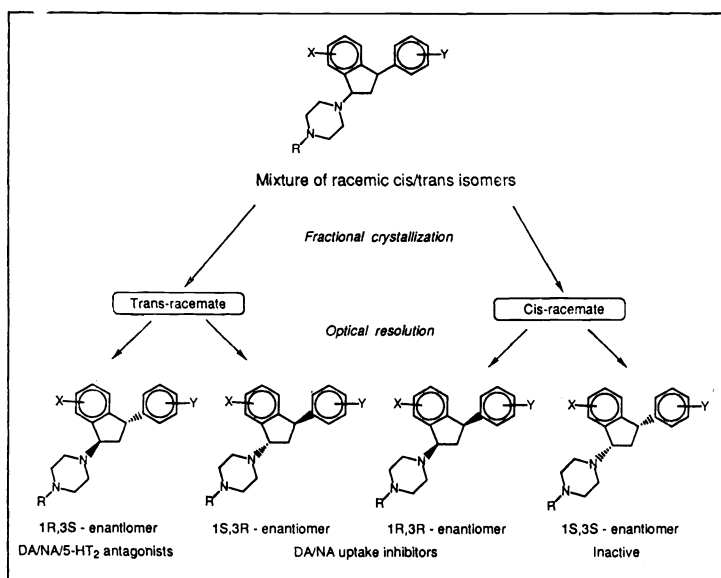 X
Y
N
N
R
Mixture of racemic cis/trans isomers
Fractional crystallization
Trans-racemate
Cis-racemate
Optical resolution
X
Y
X
Y
X
Y
X
Y
N
N
N
N
N
N
N
N
R
R
R
R
1R,3S - enantiomer
1S,3R - enantiomer
1R,3R - enantiomer
1S,3S - enantiomer
DA/NA/5-HT₂ antagonists
DA/NA uptake inhibitors
Inactive